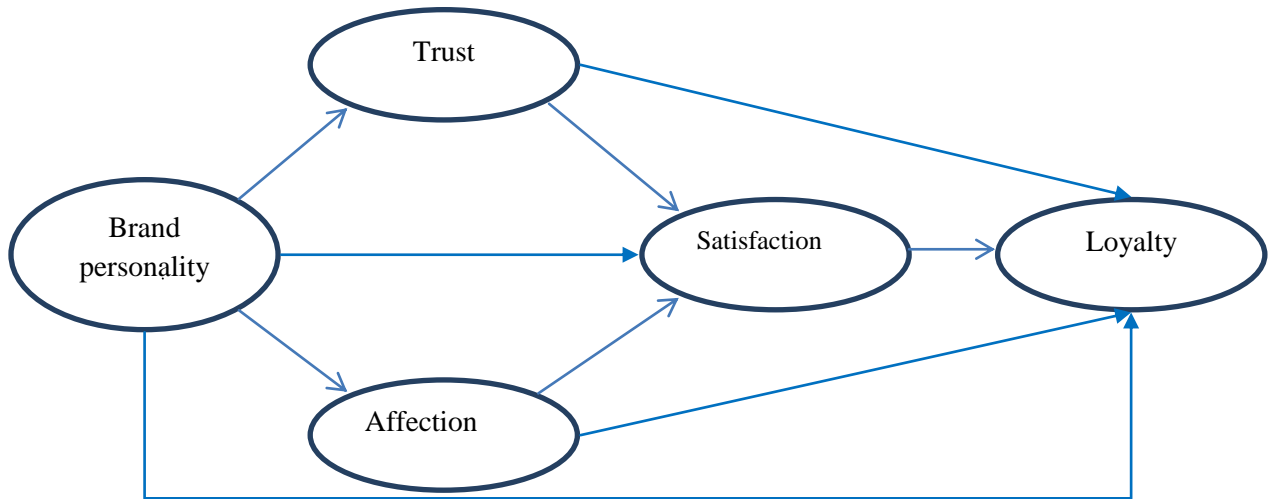 Trust
Brand
personality
Satisfaction
Loyalty
Affection